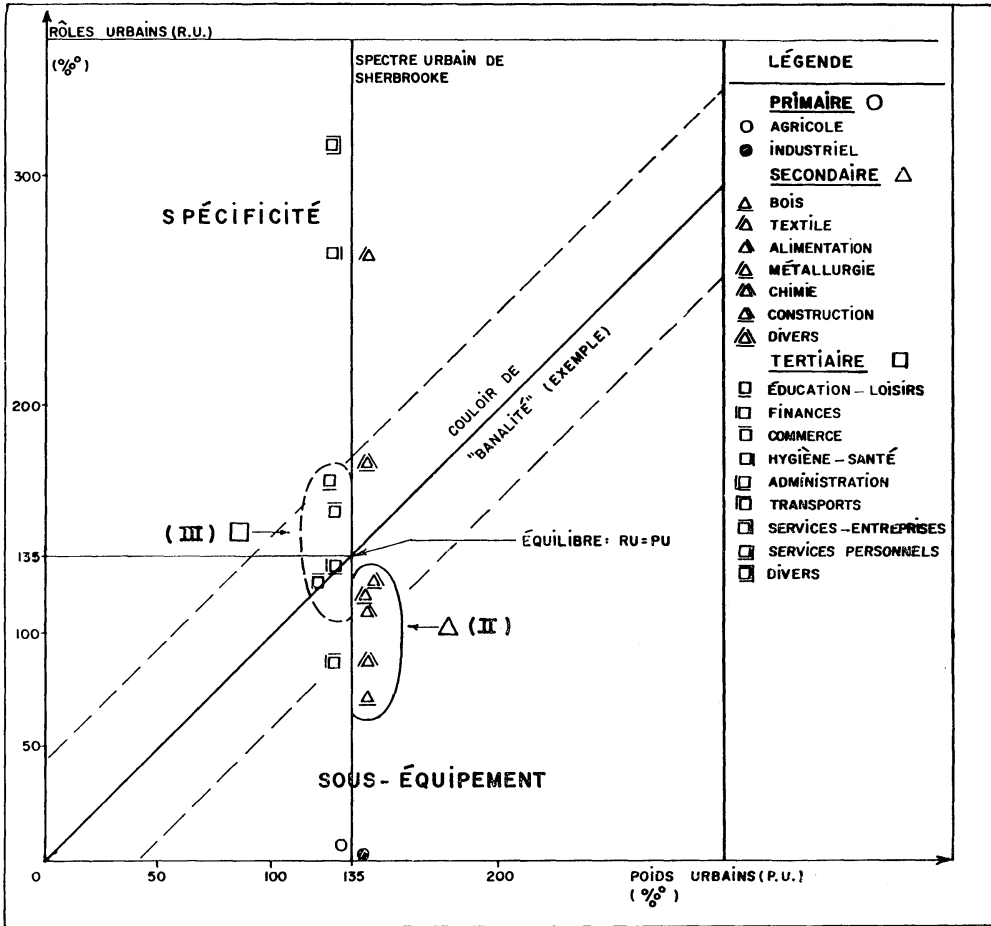 RÔLES URBAINS (R.U.)
(‰°)
SPECTRE URBAIN DE
SHERBROOKE
300
SPÉCIFICITÉ
200
COULOIR DE
"BANALITÉ" (EXEMPLE)
(III) □
135
ÉQUILIBRE: RU=PU
100
△ (II)
50
SOUS-ÉQUIPEMENT
0
50
100
135
200
POIDS URBAINS (P.U.)
(‰°)
LÉGENDE
PRIMAIRE
AGRICOLE
INDUSTRIEL
SECONDAIRE
BOIS
TEXTILE
ALIMENTATION
MÉTALLURGIE
CHIMIE
CONSTRUCTION
DIVERS
TERTIAIRE
ÉDUCATION-LOISIRS
FINANCES
COMMERCE
HYGIÈNE-SANTÉ
ADMINISTRATION
TRANSPORTS
SERVICES-ENTREPRISES
SERVICES PERSONNELS
DIVERS